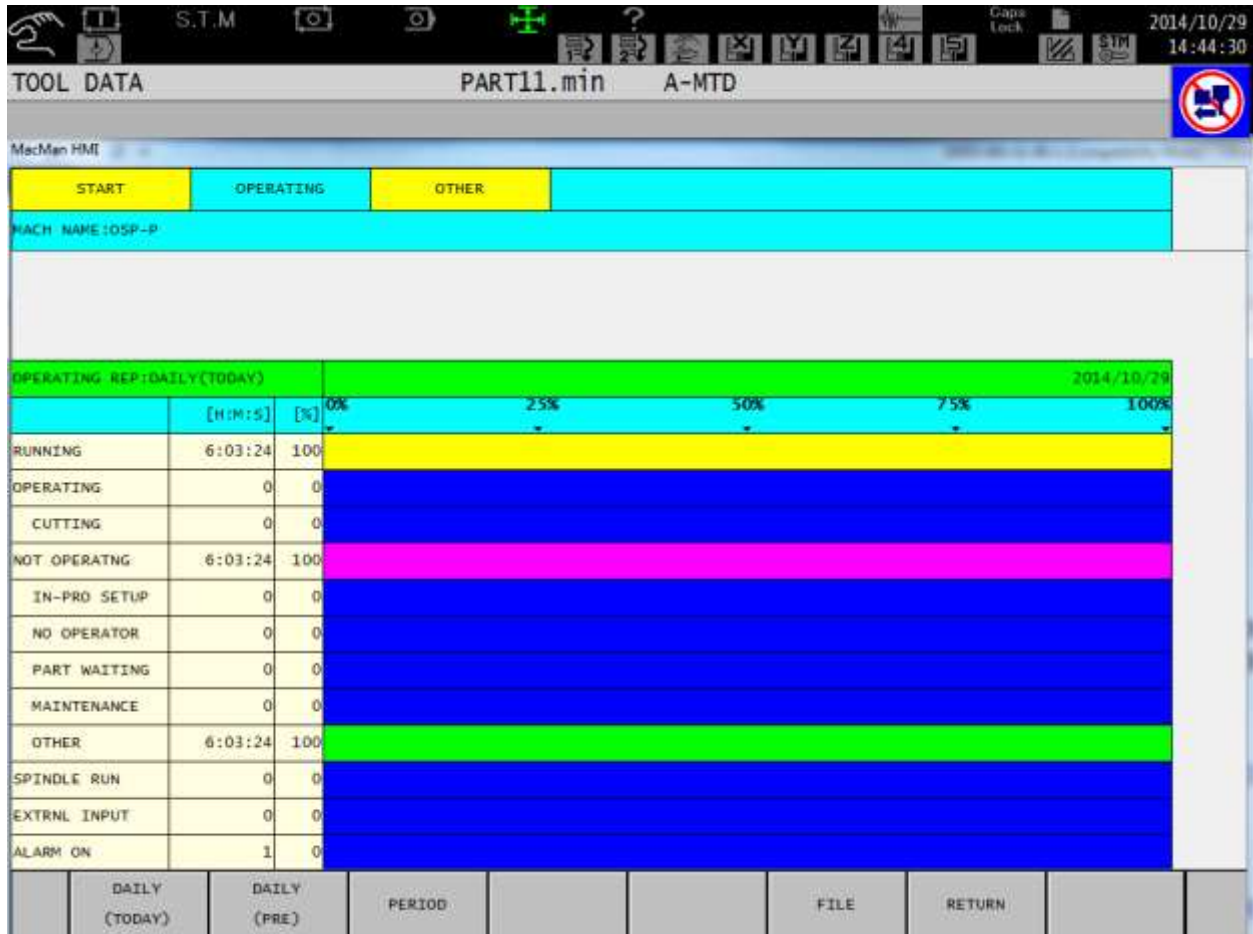 S.T.M
?
Caps Lock
2014/10/29
STM
14:44:30
TOOL DATA PART11.min A-MTD
MacMan HMI
START OPERATING OTHER
MACH NAME:OSP-P
OPERATING REP:DAILY(TODAY) 2014/10/29
[H:M:S] [%] 0% 25% 50% 75% 100%
RUNNING 6:03:24 100
OPERATING 0 0
CUTTING 0 0
NOT OPERATNG 6:03:24 100
IN-PRO SETUP 0 0
NO OPERATOR 0 0
PART WAITING 0 0
MAINTENANCE 0 0
OTHER 6:03:24 100
SPINDLE RUN 0 0
EXTRNL INPUT 0 0
ALARM ON 1 0
DAILY (TODAY)
DAILY (PRE)
PERIOD
FILE
RETURN